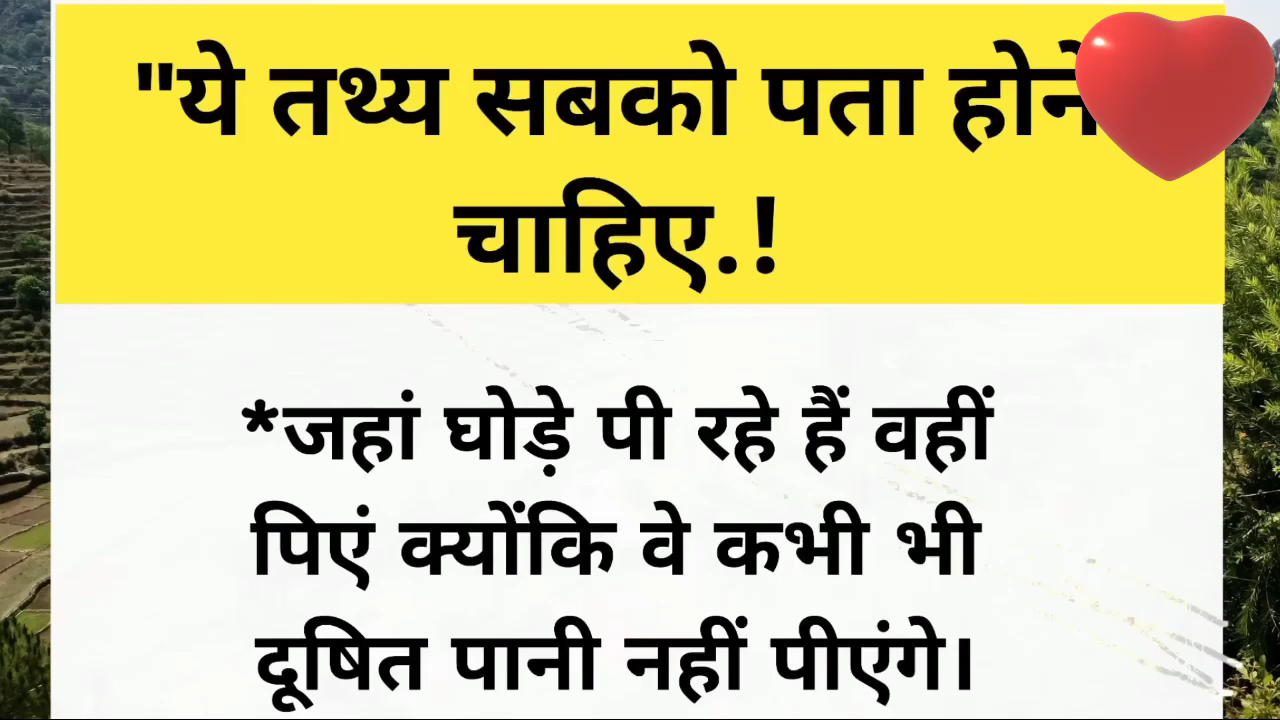 "ये तथ्य सबको पता होने
चाहिए.!
*जहां घोड़े पी रहे हैं वहीं
पिएं क्योंकि वे कभी भी
दूषित पानी नहीं पीएंगे।